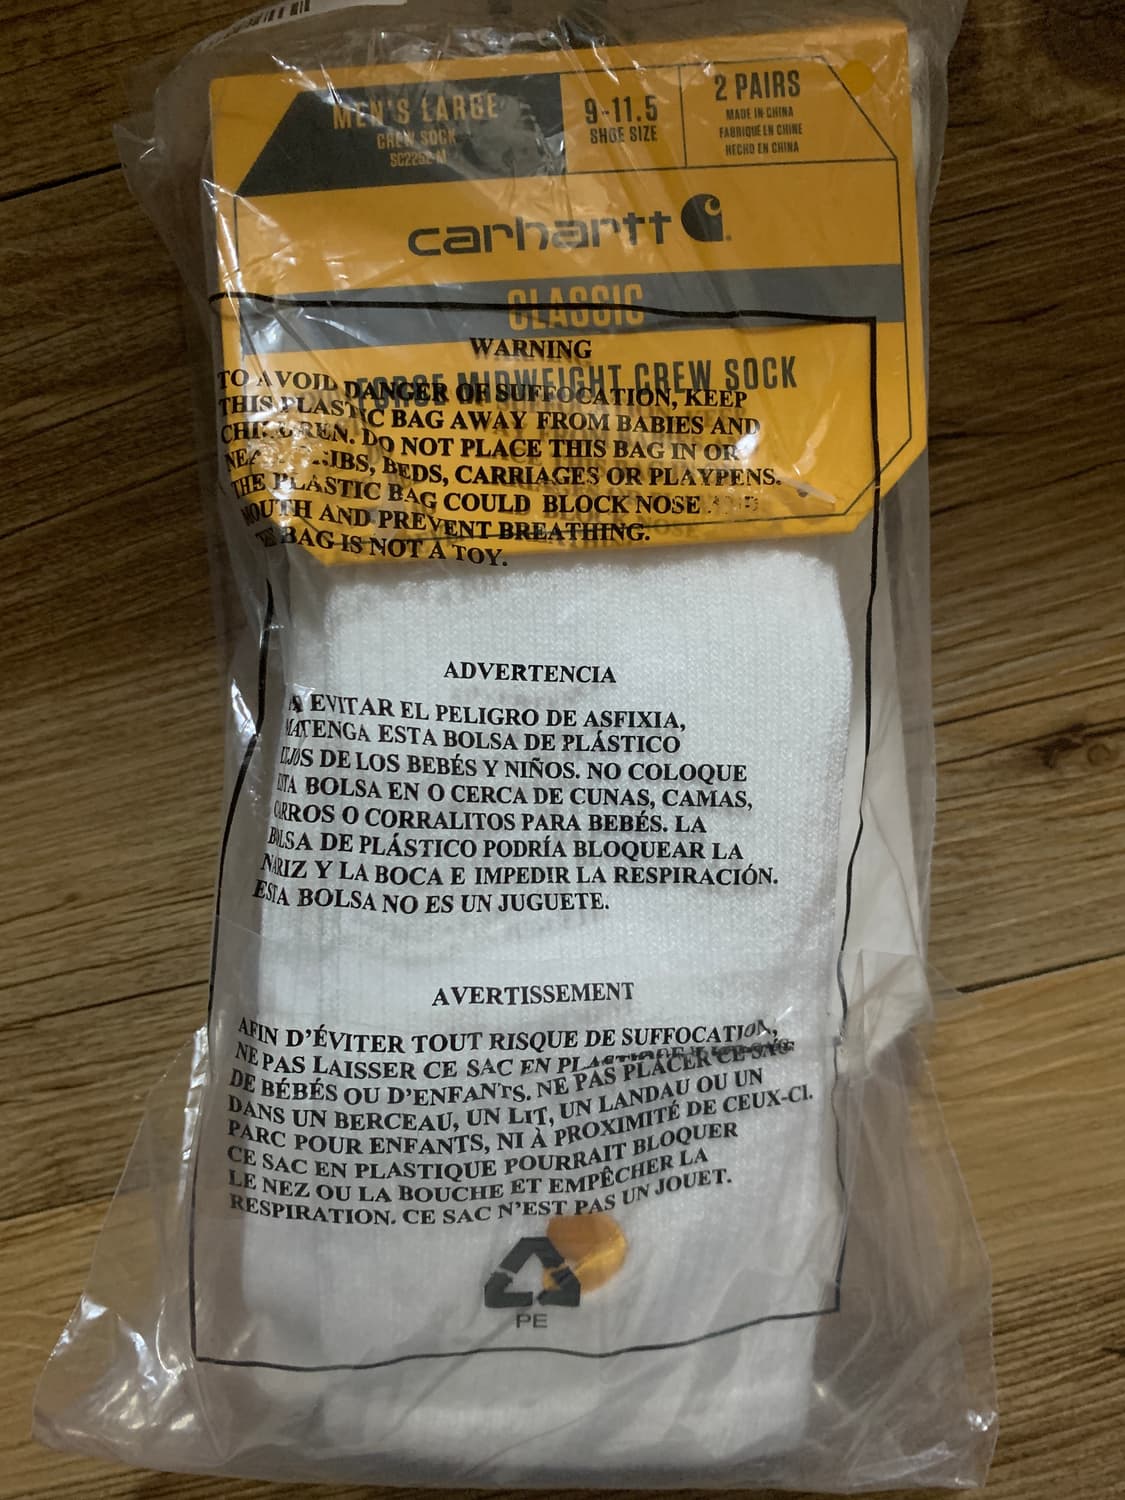 MEN'S LARGE
CREW SOCK
SC2252 M
9-11.5
SHOE SIZE
2 PAIRS
MADE IN CHINA
FABRIQUÉ EN CHINE
HECHO EN CHINA
carhartt
CLASSIC
FORCE MIDWEIGHT CREW SOCK
WARNING
TO AVOID DANGER OF SUFFOCATION, KEEP
THIS PLASTIC BAG AWAY FROM BABIES AND
CHILDREN. DO NOT PLACE THIS BAG IN OR
BEDS, CARRIAGES OR PLAYPENS.
THE PLASTIC BAG COULD BLOCK NOSE
MOUTH AND PREVENT BREATHING.
BAG IS NOT A TOY.
ADVERTENCIA
EVITAR EL PELIGRO DE ASFIXIA,
MATENGA ESTA BOLSA DE PLÁSTICO
DE LOS BEBÉS Y NIÑOS. NO COLOQUE
BOLSA EN O CERCA DE CUNAS, CAMAS,
O CORRALITOS PARA BEBÉS. LA
BOLSA DE PLÁSTICO PODRÍA BLOQUEAR LA
NARIZ Y LA BOCA E IMPEDIR LA RESPIRACIÓN.
ESTA BOLSA NO ES UN JUGUETE.
AVERTISSEMENT
AFIN D'ÉVITER TOUT RISQUE DE SUFFOCATION,
NE PAS LAISSER CE SAC EN PLASTIQUE
DE BÉBÉS OU D'ENFANTS. NE PAS PLACER CE SAC
DANS UN BERCEAU, UN LIT, UN LANDAU OU UN
PARC POUR ENFANTS, NI À PROXIMITÉ DE CEUX-CI.
CE SAC EN PLASTIQUE POURRAIT BLOQUER
LE NEZ OU LA BOUCHE ET EMPÊCHER LA
RESPIRATION. CE SAC N'EST PAS UN JOUET.
PE